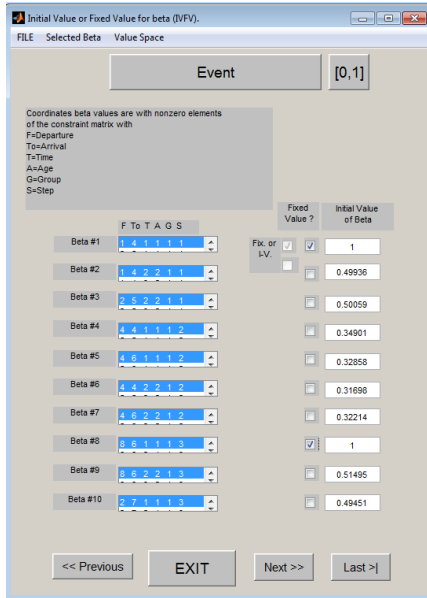 Initial Value or Fixed Value for beta (IVFV).
FILE Selected Beta Value Space
Event [0,1]
Coordinates beta values are with nonzero elements
of the constraint matrix with
F=Departure
To=Arrival
T=Time
A=Age
G=Group
S=Step
Fixed Value ? Initial Value of Beta
F To T A G S
Fix. or I-V.
Beta #1 1 4 1 1 1 1 1
Beta #2 1 4 2 2 1 1 0.49936
Beta #3 2 5 2 2 1 1 0.50059
Beta #4 4 4 1 1 1 2 0.34901
Beta #5 4 6 1 1 1 2 0.32858
Beta #6 4 4 2 2 1 2 0.31698
Beta #7 4 6 2 2 1 2 0.32214
Beta #8 8 6 1 1 1 3 1
Beta #9 8 6 2 2 1 3 0.51495
Beta #10 2 7 1 1 1 3 0.49451
<< Previous EXIT Next >> Last >|